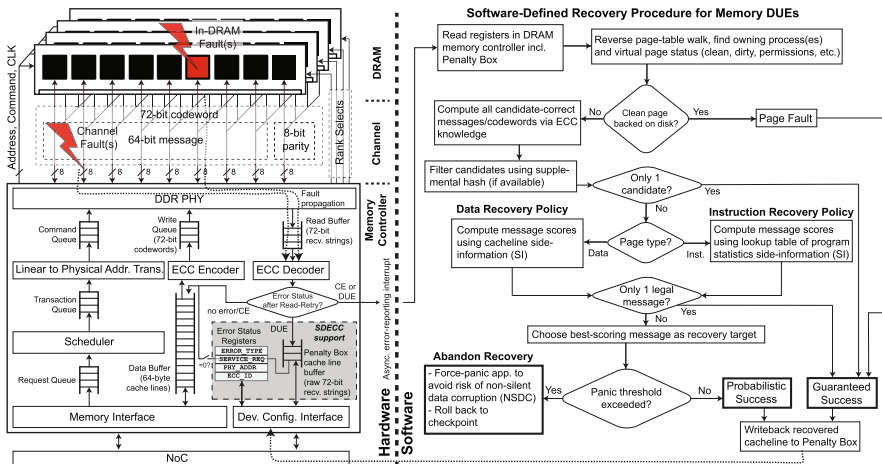 In-DRAM
Fault(s)
DRAM
Address, Command, CLK
72-bit codeword
Channel
Fault(s)
64-bit message
8-bit
parity
Rank Selects
Channel
8
8
8
8
8
8
8
8
8
DDR PHY
Fault
propagation
Memory
Controller
Command
Queue
Write
Queue
(72-bit
codewords)
Read Buffer
(72-bit
recv. strings)
Linear to Physical Addr. Trans.
ECC Encoder
ECC Decoder
Transaction
Queue
Error Status
after Read-Retry?
CE or
DUE
no error/CE
DUE
SDECC
support
Scheduler
Error Status
Registers
ERROR_TYPE
SERVICE_REQ
PHY_ADDR
ECC_ID
=0?
Penalty Box
cache line
buffer
(raw 72-bit
recv. strings)
Request Queue
Data Buffer
(64-byte
cache lines)
Memory Interface
Dev. Config. Interface
NoC
Async. error-reporting interrupt
Hardware
Software
Software-Defined Recovery Procedure for Memory DUEs
Read registers in DRAM
memory controller incl.
Penalty Box
Reverse page-table walk, find owning process(es)
and virtual page status (clean, dirty, permissions, etc.)
Compute all candidate-correct
messages/codewords via ECC
knowledge
No
Clean page
backed on disk?
Yes
Page Fault
Filter candidates using supple-
mental hash (if available)
Only 1
candidate?
Yes
No
Data Recovery Policy
Compute message scores
using cacheline side-
information (SI)
Data
Page type?
Inst.
Instruction Recovery Policy
Compute message scores
using lookup table of program
statistics side-information (SI)
Only 1 legal
message?
Yes
No
Choose best-scoring message as recovery target
Abandon Recovery
- Force-panic app. to
avoid risk of non-silent
data corruption (NSDC)
- Roll back to
checkpoint
Yes
Panic threshold
exceeded?
No
Probabilistic
Success
Guaranteed
Success
Writeback recovered
cacheline to Penalty Box